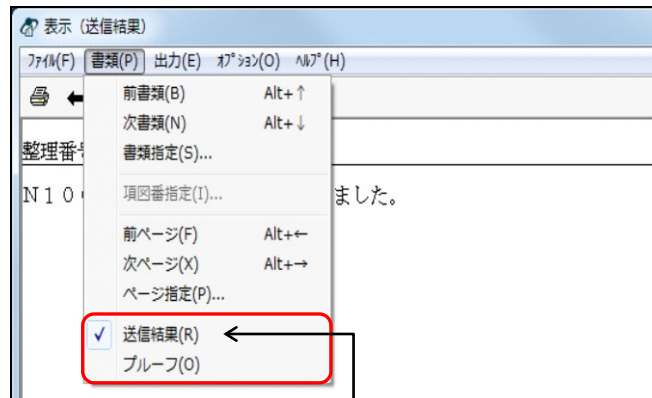 表示（送信結果）
ﾌｧｲﾙ(F) 書類(P) 出力(E) ｵﾌﾟｼｮﾝ(O) ﾍﾙﾌﾟ(H)
前書類(B) Alt+↑
次書類(N) Alt+↓
書類指定(S)...
整理番
項図番指定(I)...
Ｎ１０ ました。
前ページ(F) Alt+←
次ページ(X) Alt+→
ページ指定(P)...
✓ 送信結果(R)
プルーフ(O)